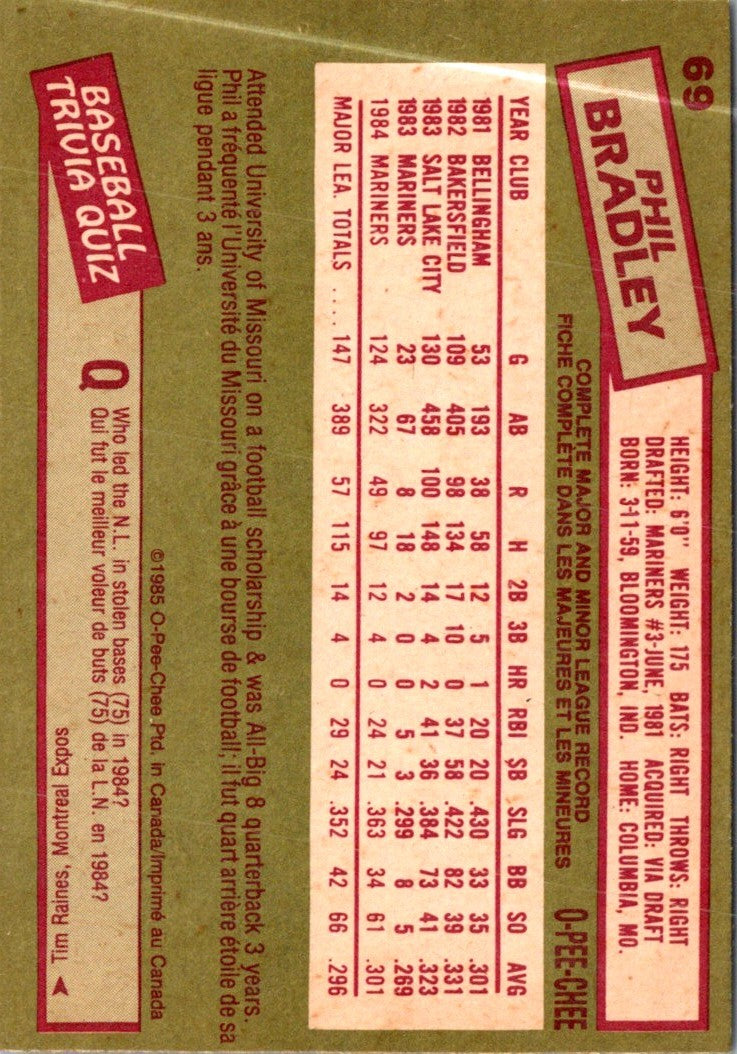 69
PHIL
BRADLEY
HEIGHT: 6'0" WEIGHT: 175 BATS: RIGHT THROWS: RIGHT
DRAFTED: MARINERS #3-JUNE, 1981 ACQUIRED: VIA DRAFT
BORN: 3-11-59, BLOOMINGTON, IND. HOME: COLUMBIA, MO.
COMPLETE MAJOR AND MINOR LEAGUE RECORD
FICHE COMPLÈTE DANS LES MAJEURES ET LES MINEURES
O-PEE-CHEE
YEAR CLUB G AB R H 2B 3B HR RBI SB SLG BB SO AVG
1981 BELLINGHAM 53 193 38 58 12 5 1 20 20 .430 33 35 .301
1982 BAKERSFIELD 109 405 98 134 17 10 0 37 58 .422 82 39 .331
1983 SALT LAKE CITY 130 458 100 148 14 4 2 41 36 .384 73 41 .323
1983 MARINERS 23 67 8 18 2 0 0 5 3 .299 8 5 .269
1984 MARINERS 124 322 49 97 12 4 0 24 21 .363 34 61 .301
MAJOR LEA. TOTALS .... 147 389 57 115 14 4 0 29 24 .352 42 66 .296
Attended University of Missouri on a football scholarship & was All-Big 8 quarterback 3 years.
Phil a fréquenté l'Université du Missouri grâce à une bourse de football; il fut quart arrière étoile de sa
ligue pendant 3 ans.
©1985 O-Pee-Chee Ptd. in Canada/Imprimé au Canada
BASEBALL
TRIVIA QUIZ
Q Who led the N.L. in stolen bases (75) in 1984?
Qui fut le meilleur voleur de buts (75) de la L.N. en 1984?
Tim Raines, Montreal Expos